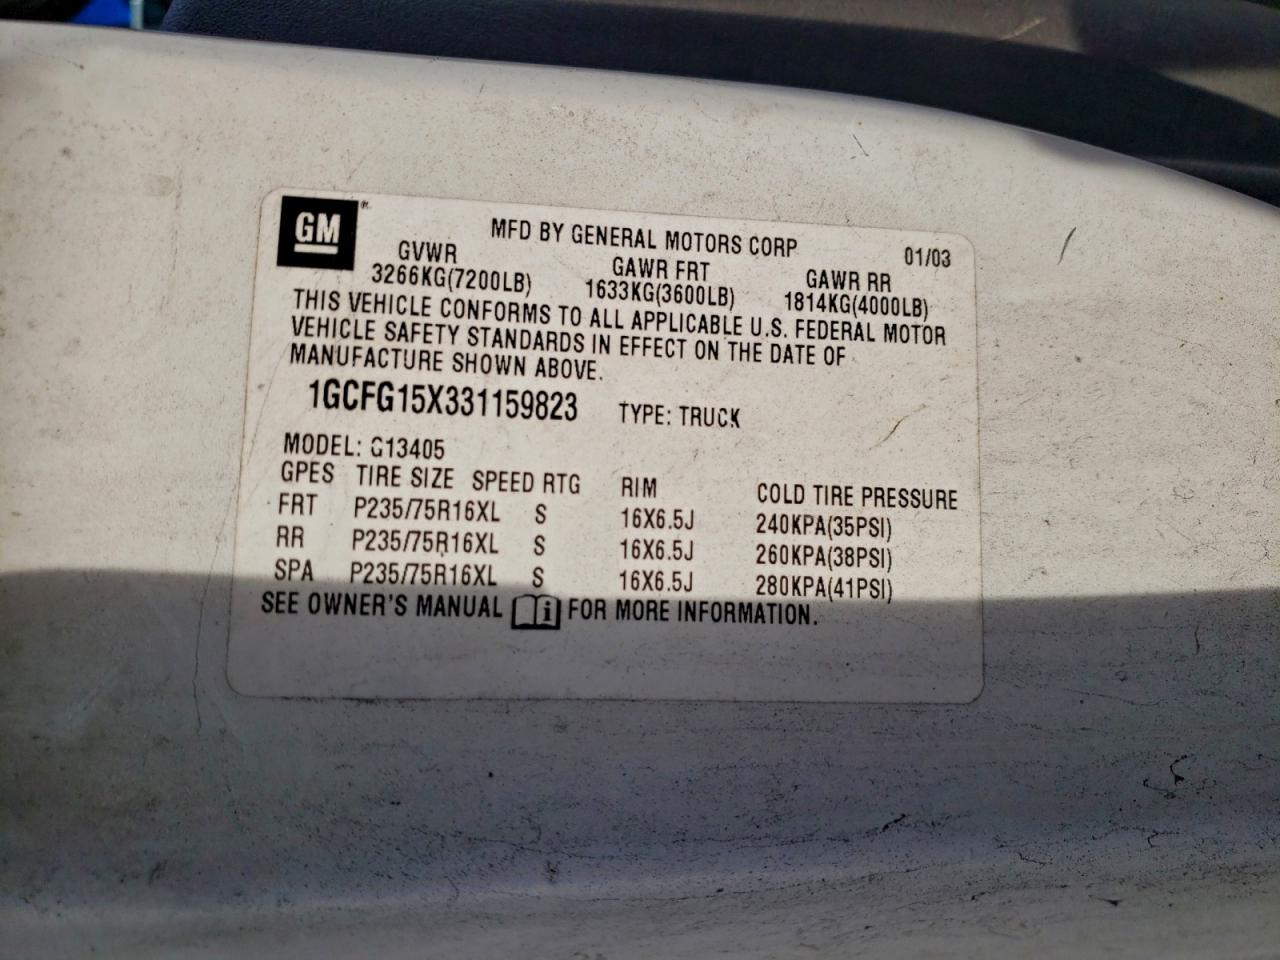 GM®
MFD BY GENERAL MOTORS CORP 01/03
GVWR GAWR FRT GAWR RR
3266KG(7200LB) 1633KG(3600LB) 1814KG(4000LB)
THIS VEHICLE CONFORMS TO ALL APPLICABLE U.S. FEDERAL MOTOR
VEHICLE SAFETY STANDARDS IN EFFECT ON THE DATE OF
MANUFACTURE SHOWN ABOVE.
1GCFG15X331159823 TYPE: TRUCK
MODEL: G13405
GPES TIRE SIZE SPEED RTG RIM COLD TIRE PRESSURE
FRT P235/75R16XL S 16X6.5J 240KPA(35PSI)
RR P235/75R16XL S 16X6.5J 260KPA(38PSI)
SPA P235/75R16XL S 16X6.5J 280KPA(41PSI)
SEE OWNER'S MANUAL i FOR MORE INFORMATION.